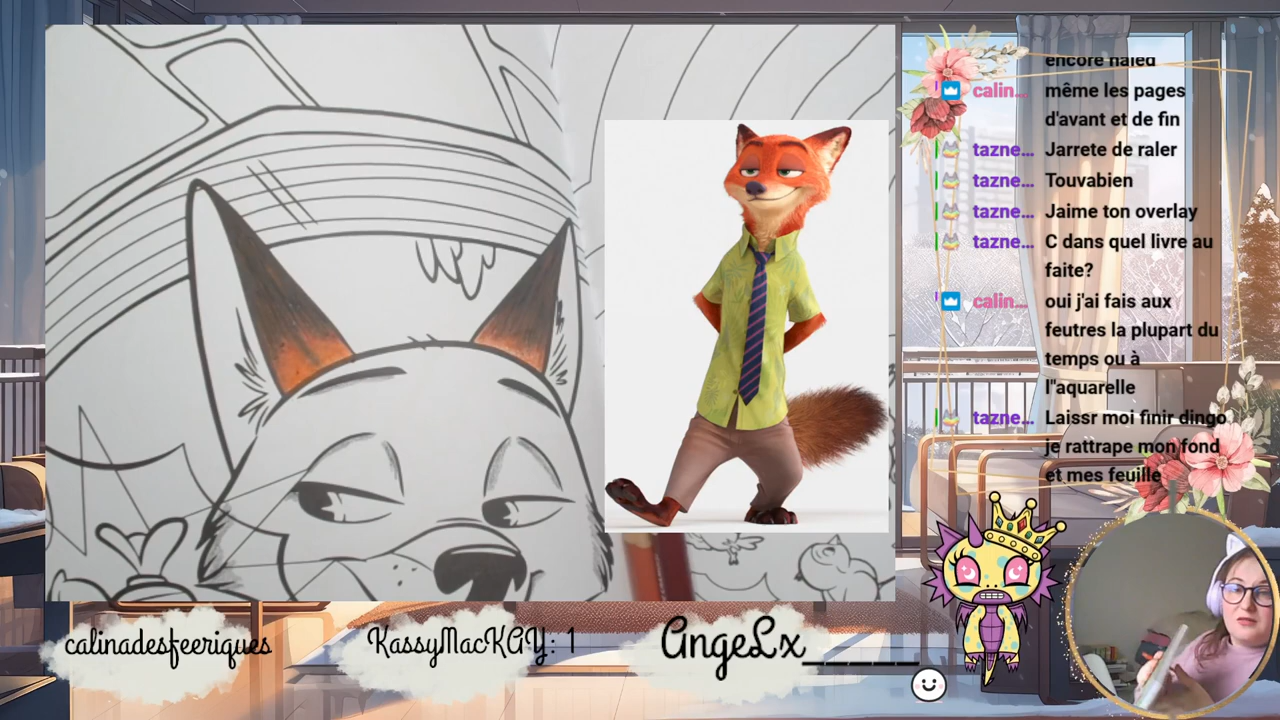 encore haled
calin... même les pages
d'avant et de fin
tazne... Jarrete de raler
tazne... Touvabien
tazne... Jaime ton overlay
tazne... C dans quel livre au
faite?
calin... oui j'ai fais aux
feutres la plupart du
temps ou à
l"aquarelle
tazne... Laissr moi finir dingo
je rattrape mon fond
et mes feuille
calinadesfeeriques
KassyMacKAY: 1
AngeLx_